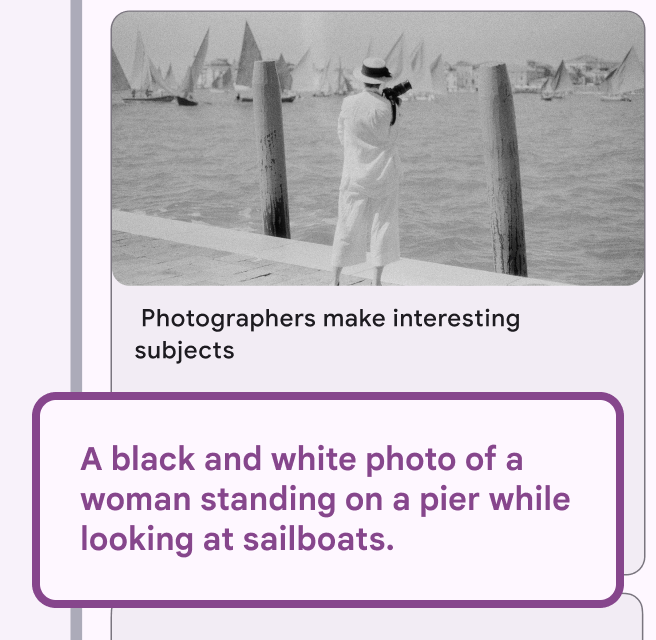 Photographers make interesting
subjects
A black and white photo of a
woman standing on a pier while
looking at sailboats.